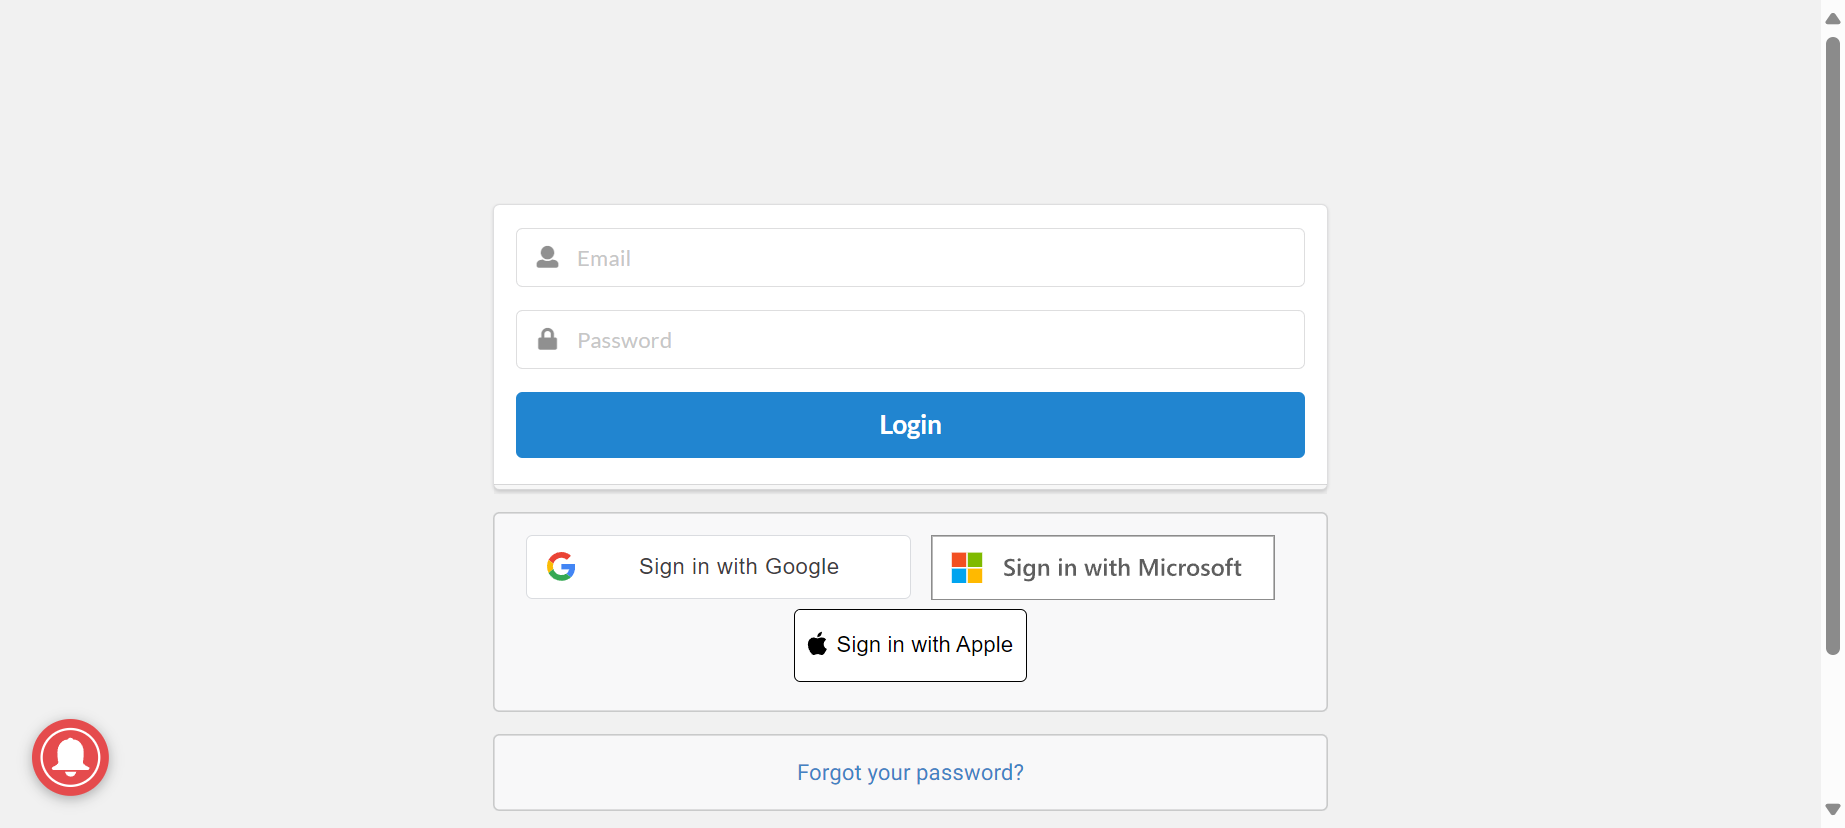 Email
Password
Login
Sign in with Google
Sign in with Microsoft
Sign in with Apple
Forgot your password?